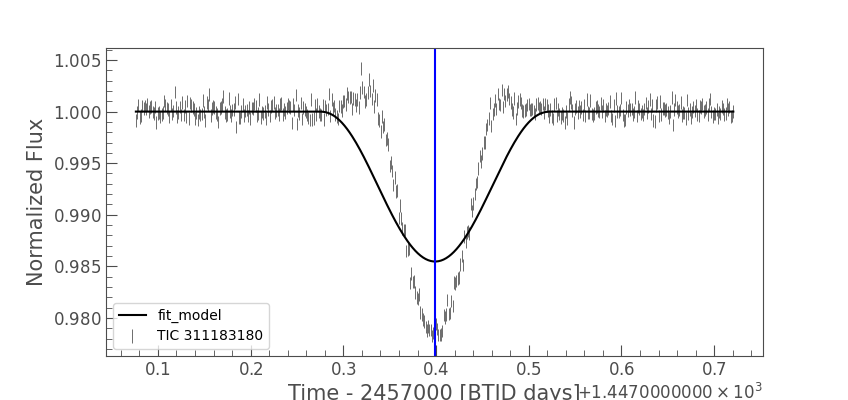 1.005
1.000
0.995
0.990
0.985
0.980
Normalized Flux
fit_model
TIC 311183180
0.1 0.2 0.3 0.4 0.5 0.6 0.7
Time - 2457000 [BTJD days]
+1.4470000000 × 10³